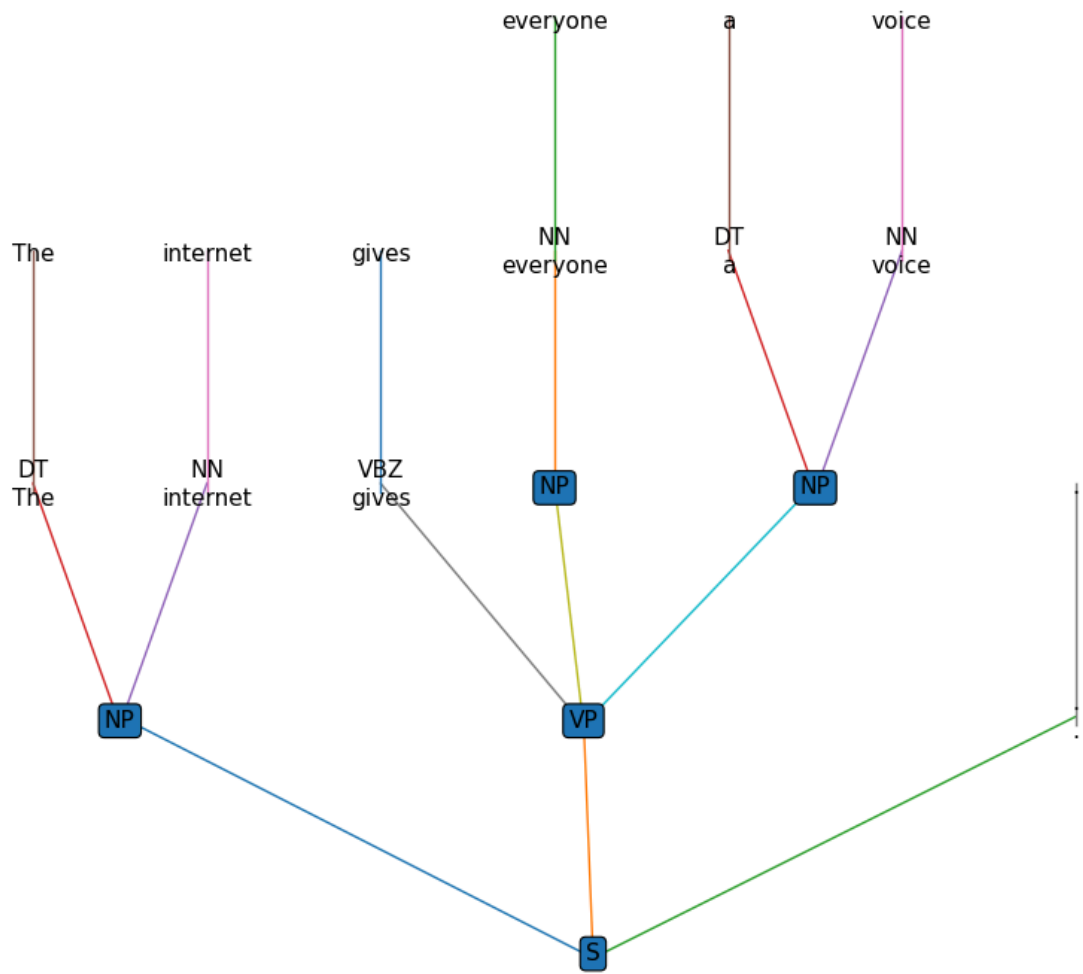 everyone a voice
The internet gives NN DT NN
everyone a voice
DT NN VBZ NP NP
The internet gives .
NP VP .
.
S